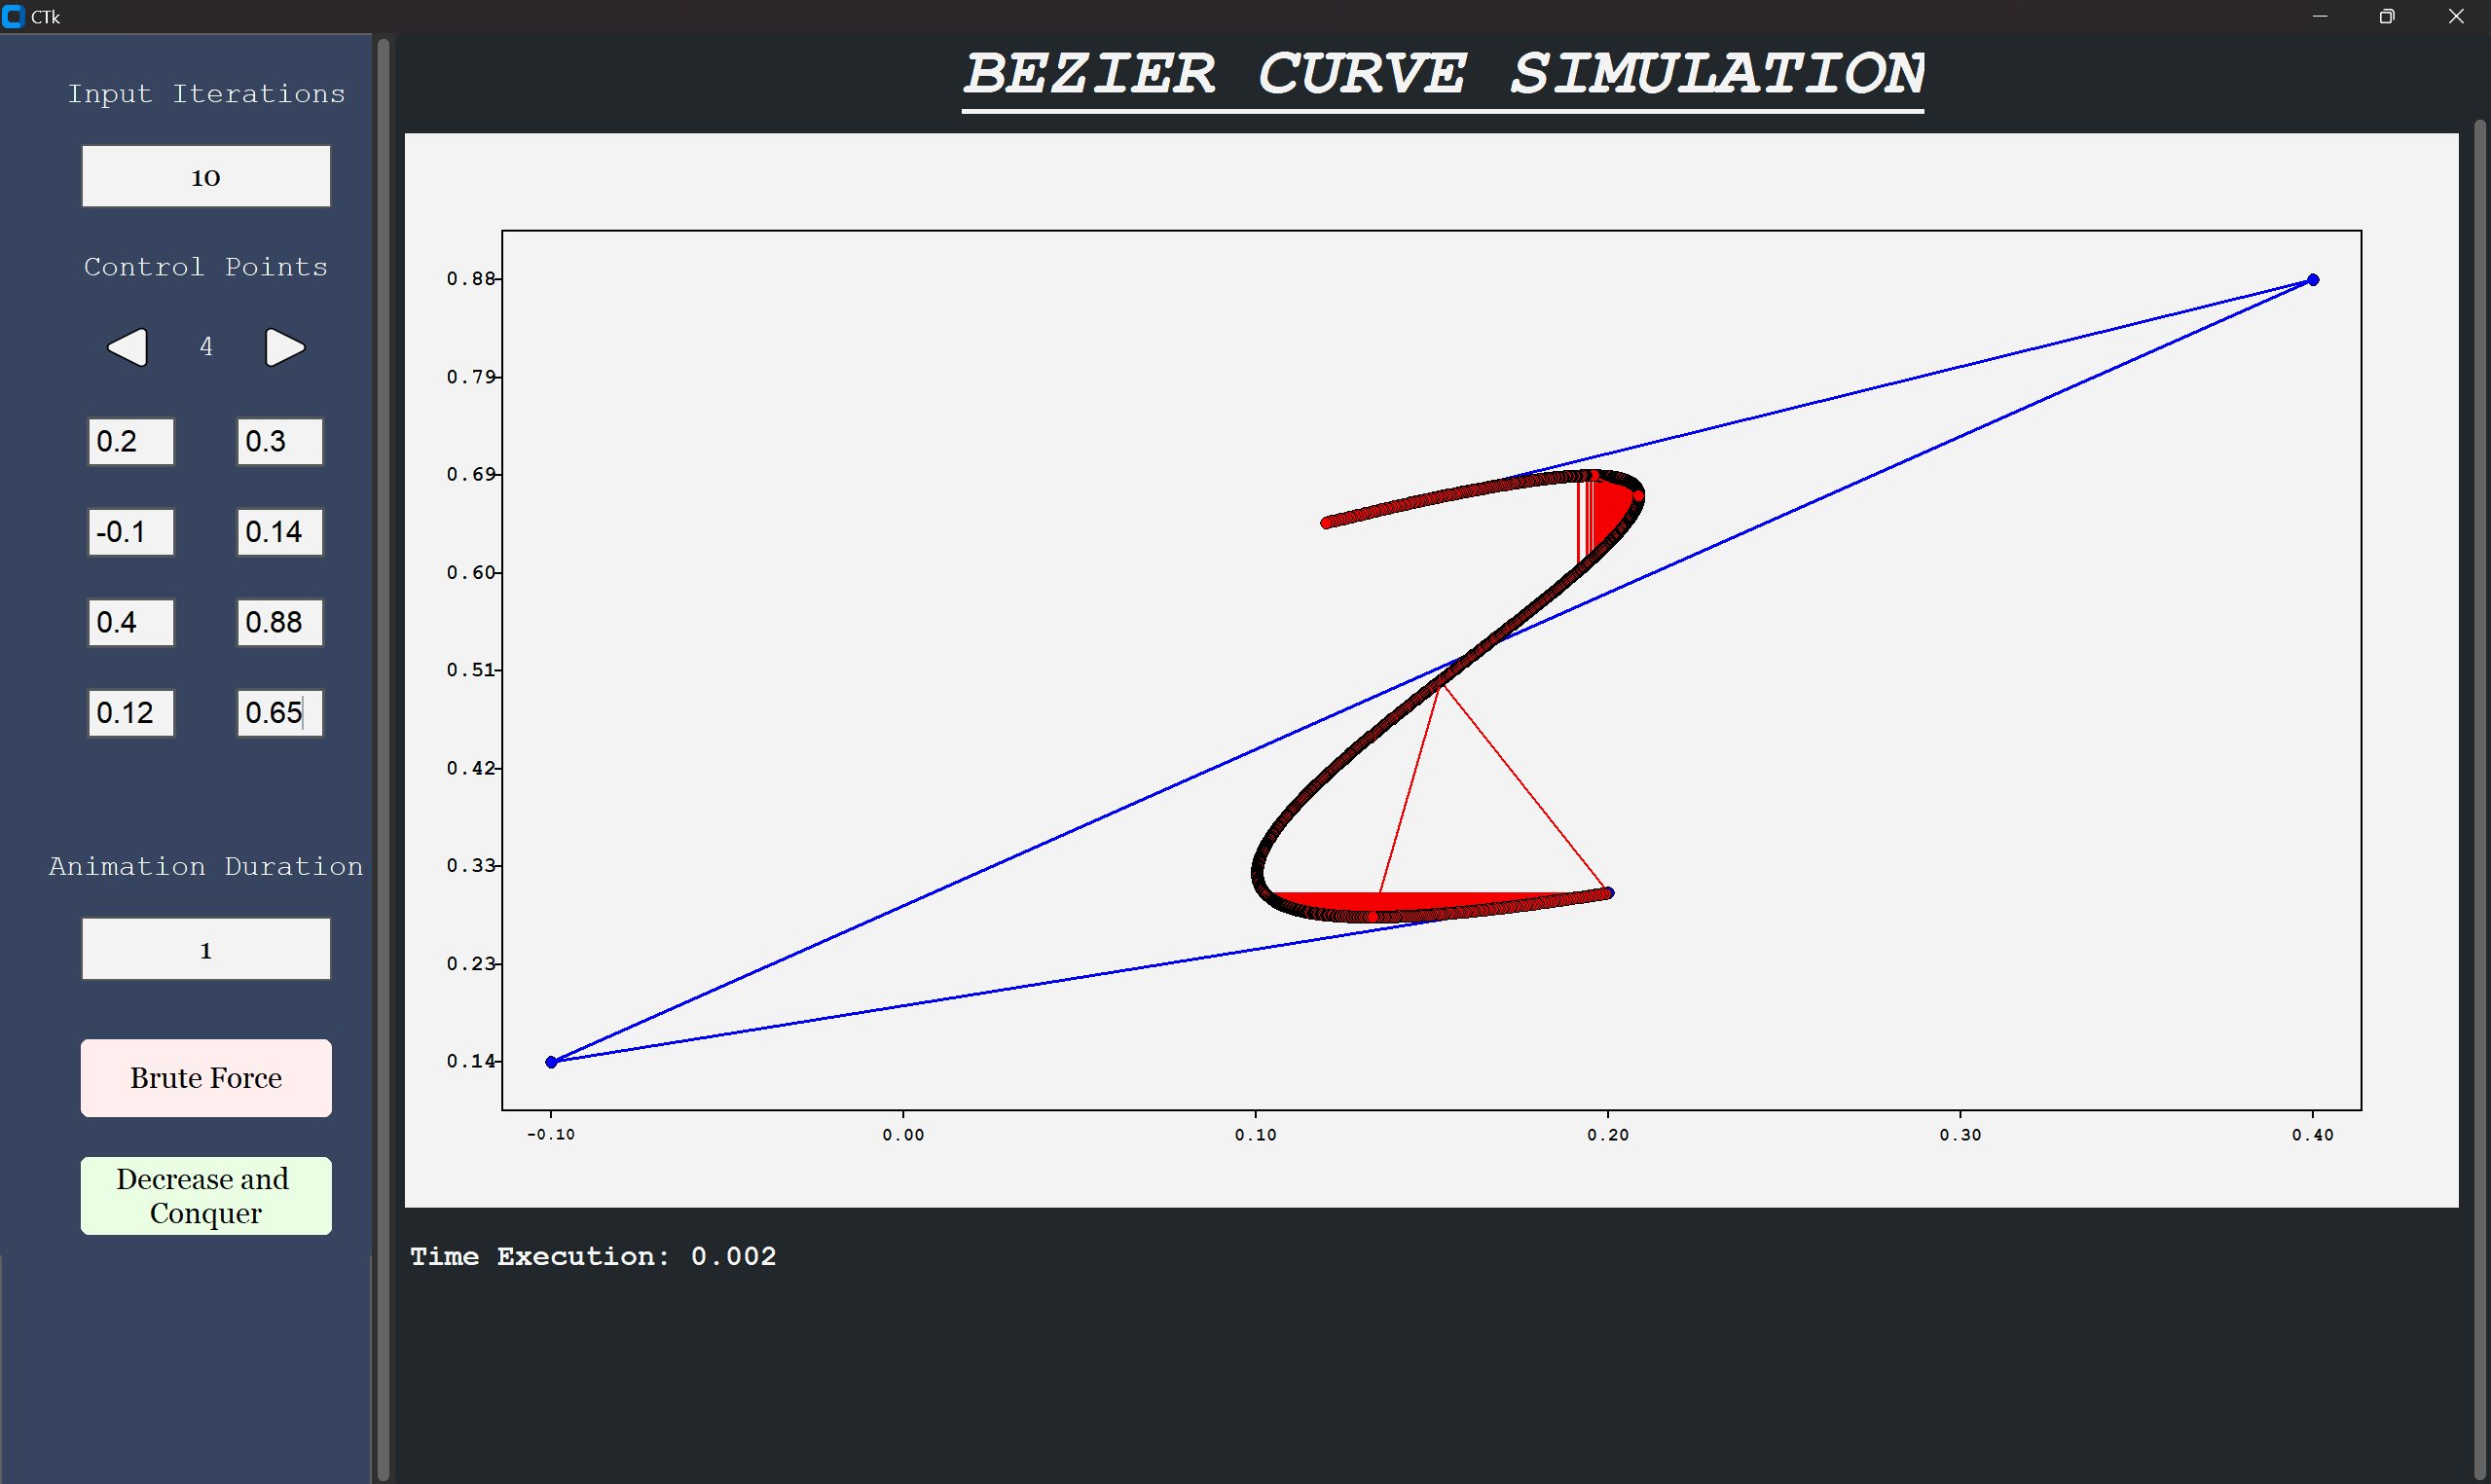 CTk
BEZIER CURVE SIMULATION
Input Iterations
10
Control Points
4
0.2 0.3
-0.1 0.14
0.4 0.88
0.12 0.65
Animation Duration
1
Brute Force
Decrease and
Conquer
0.88
0.79
0.69
0.60
0.51
0.42
0.33
0.23
0.14
-0.10 0.00 0.10 0.20 0.30 0.40
Time Execution: 0.002